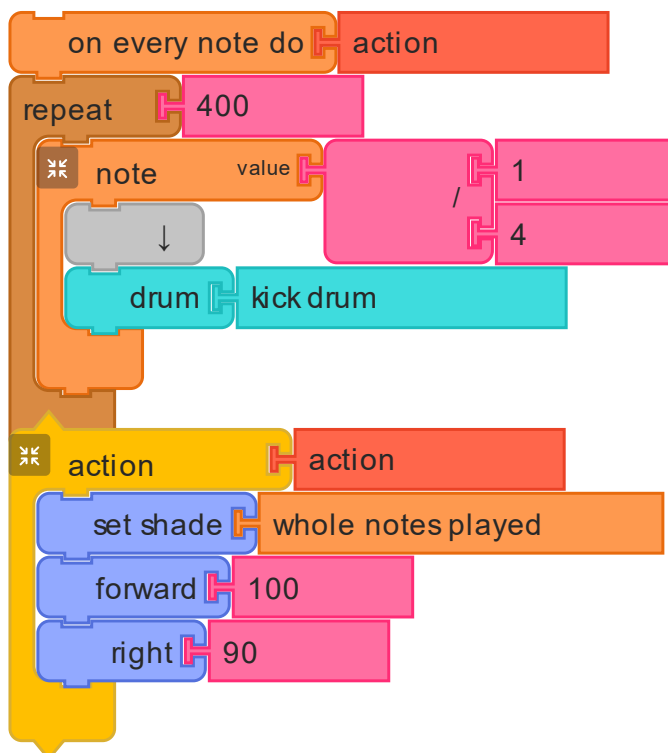 on every note do action
repeat 400
note value / 1
4
↓
drum kick drum
action action
set shade whole notes played
forward 100
right 90